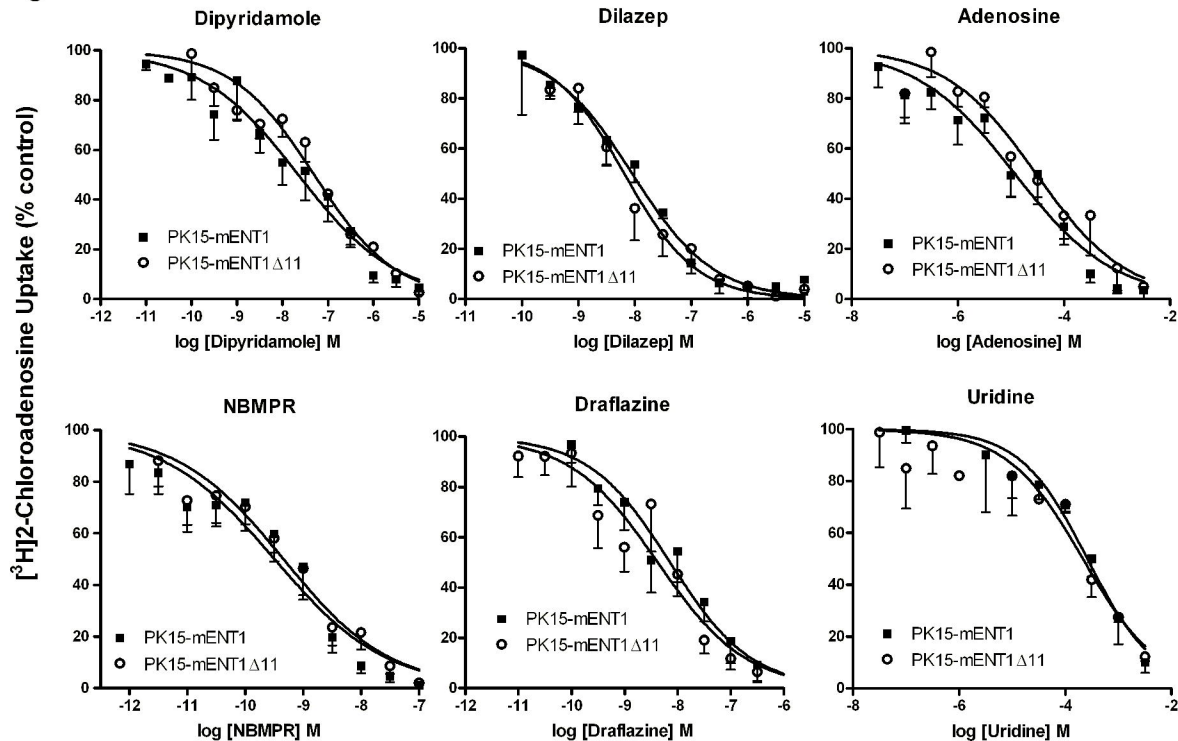 [³H]2-Chloroadenosine Uptake (% control)
Dipyridamole
100
80
60
40
20
0
PK15-mENT1
PK15-mENT1Δ11
-12 -11 -10 -9 -8 -7 -6 -5
log [Dipyridamole] M
Dilazep
100
80
60
40
20
0
PK15-mENT1
PK15-mENT1Δ11
-11 -10 -9 -8 -7 -6 -5
log [Dilazep] M
Adenosine
100
80
60
40
20
0
PK15-mENT1
PK15-mENT1Δ11
-8 -6 -4 -2
log [Adenosine] M
NBMPR
100
80
60
40
20
0
PK15-mENT1
PK15-mENT1Δ11
-12 -11 -10 -9 -8 -7
log [NBMPR] M
Draflazine
100
80
60
40
20
0
PK15-mENT1
PK15-mENT1Δ11
-12 -11 -10 -9 -8 -7 -6
log [Draflazine] M
Uridine
100
80
60
40
20
0
PK15-mENT1
PK15-mENT1Δ11
-8 -6 -4 -2
log [Uridine] M